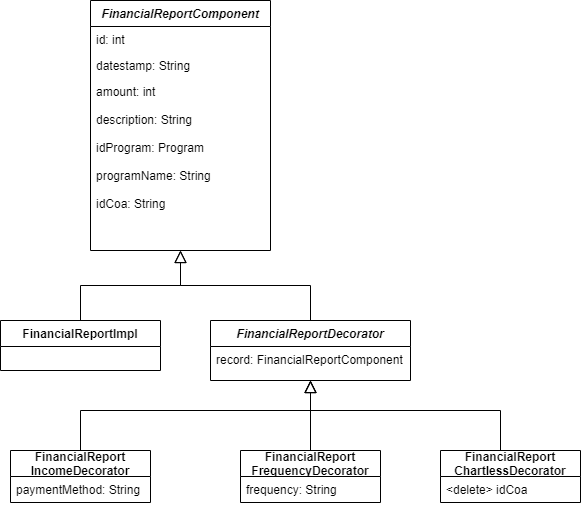 FinancialReportComponent
id: int
datestamp: String
amount: int
description: String
idProgram: Program
programName: String
idCoa: String
FinancialReportImpl
FinancialReportDecorator
record: FinancialReportComponent
FinancialReport
IncomeDecorator
paymentMethod: String
FinancialReport
FrequencyDecorator
frequency: String
FinancialReport
ChartlessDecorator
<delete> idCoa